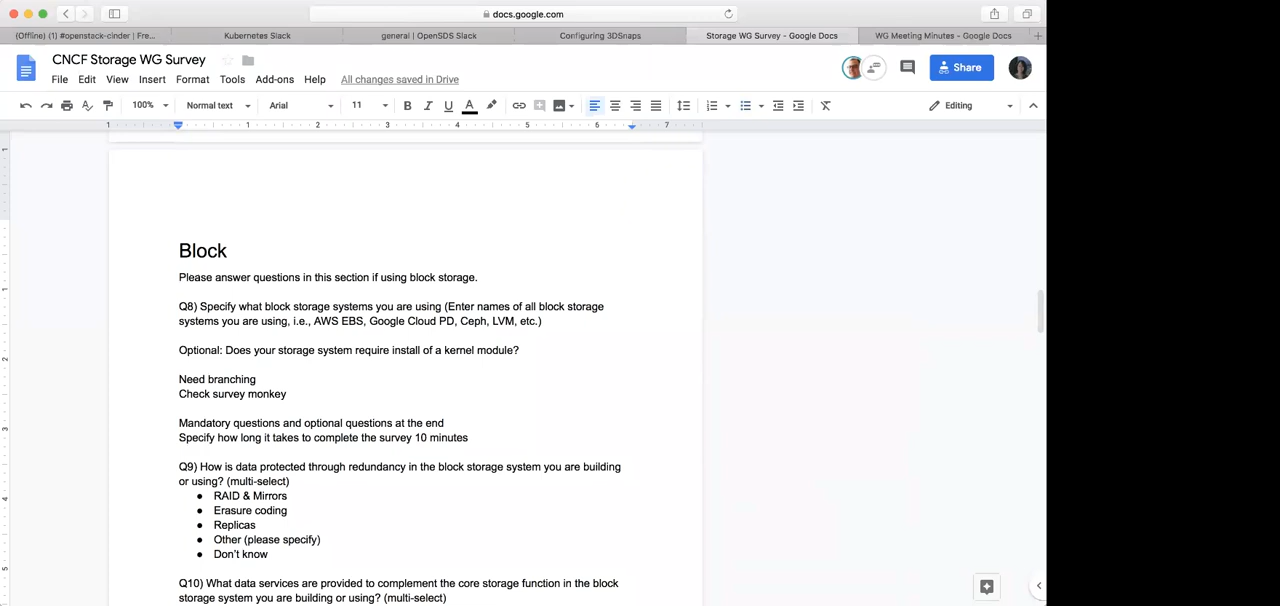 docs.google.com
(Offline) (1) #openstack-cinder | Fre...
Kubernetes Slack
general | OpenSDS Slack
Configuring 3DSnaps
Storage WG Survey - Google Docs
WG Meeting Minutes - Google Docs
CNCF Storage WG Survey
File Edit View Insert Format Tools Add-ons Help All changes saved in Drive
Share
100% Normal text Arial 11 B I U A Editing
1 1 2 3 4 5 6 7
Block
Please answer questions in this section if using block storage.
Q8) Specify what block storage systems you are using (Enter names of all block storage
systems you are using, i.e., AWS EBS, Google Cloud PD, Ceph, LVM, etc.)
Optional: Does your storage system require install of a kernel module?
Need branching
Check survey monkey
Mandatory questions and optional questions at the end
Specify how long it takes to complete the survey 10 minutes
Q9) How is data protected through redundancy in the block storage system you are building
or using? (multi-select)
● RAID & Mirrors
● Erasure coding
● Replicas
● Other (please specify)
● Don't know
Q10) What data services are provided to complement the core storage function in the block
storage system you are building or using? (multi-select)